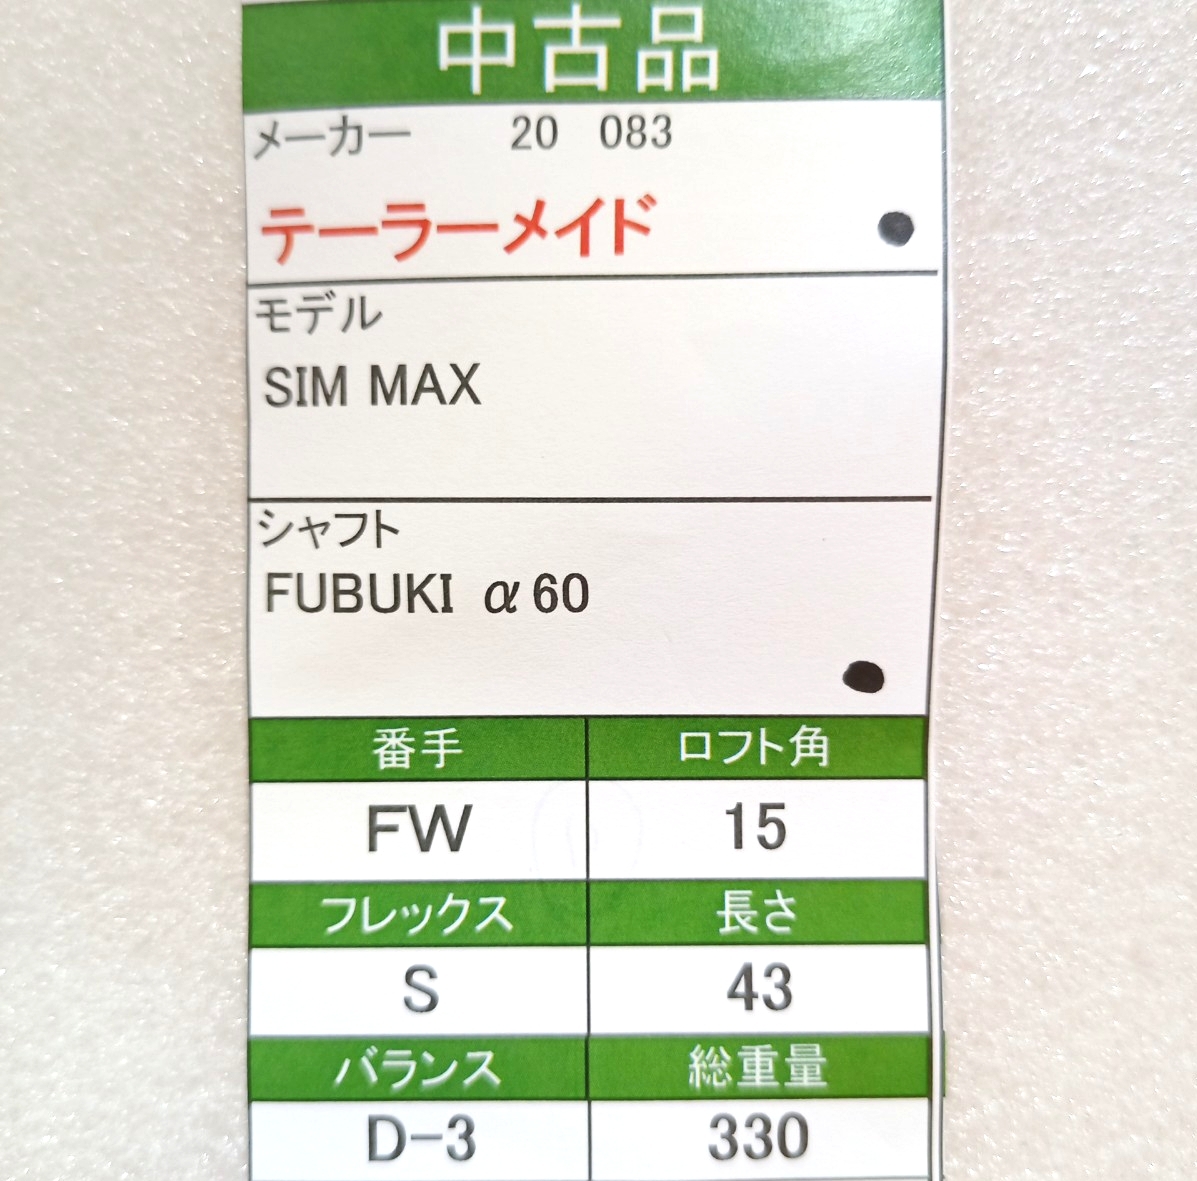 中古品
メーカー 20 083
テーラーメイド
モデル
SIM MAX
シャフト
FUBUKI α60
番手 ロフト角
FW 15
フレックス 長さ
S 43
バランス 総重量
D-3 330